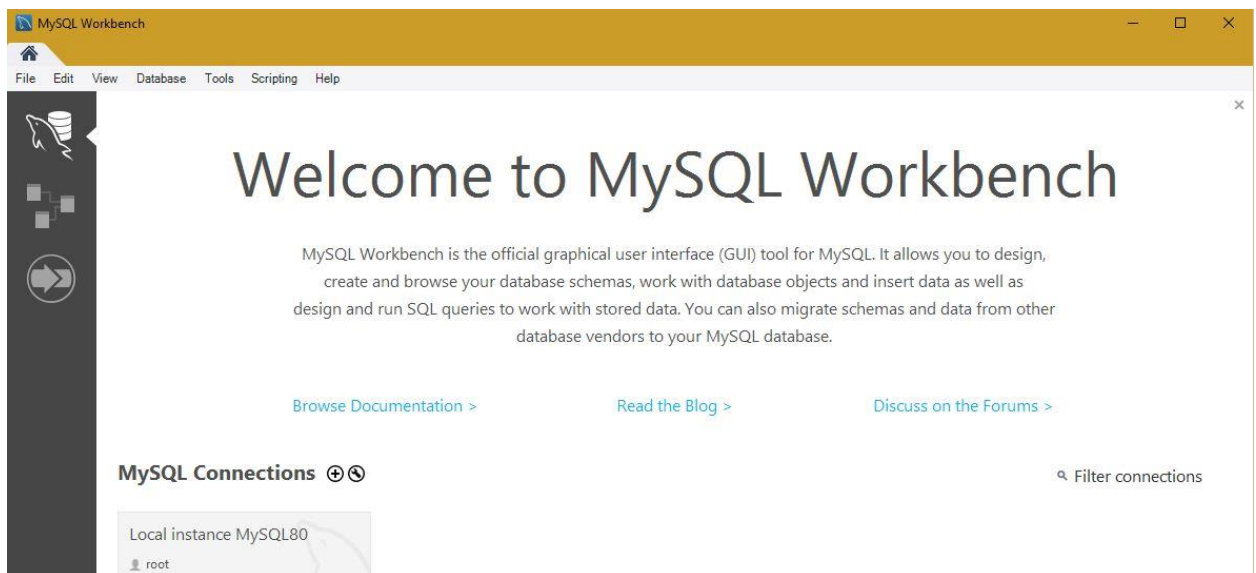 MySQL Workbench
File Edit View Database Tools Scripting Help
Welcome to MySQL Workbench
MySQL Workbench is the official graphical user interface (GUI) tool for MySQL. It allows you to design,
create and browse your database schemas, work with database objects and insert data as well as
design and run SQL queries to work with stored data. You can also migrate schemas and data from other
database vendors to your MySQL database.
Browse Documentation > Read the Blog > Discuss on the Forums >
MySQL Connections Filter connections
Local instance MySQL80
root